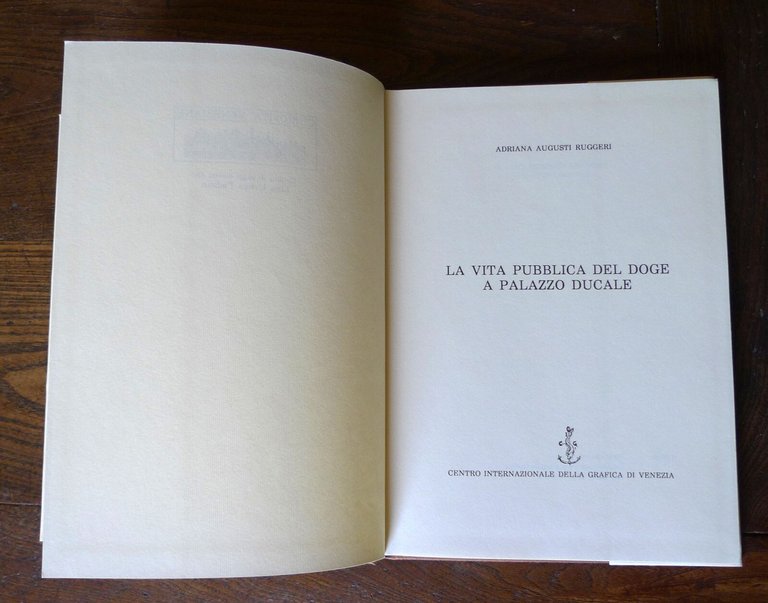 ADRIANA AUGUSTI RUGGERI
LA VITA PUBBLICA DEL DOGE
A PALAZZO DUCALE
CENTRO INTERNAZIONALE DELLA GRAFICA DI VENEZIA